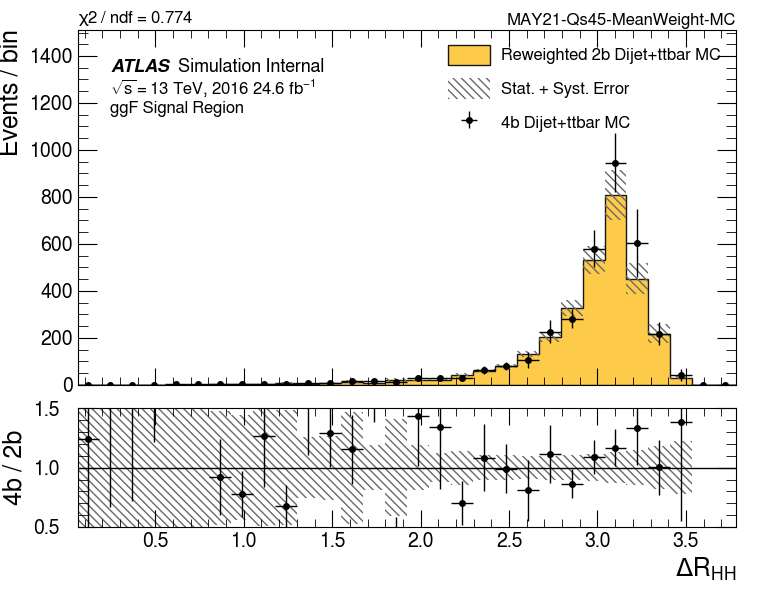 χ2 / ndf = 0.774
MAY21-Qs45-MeanWeight-MC
Events / bin
1400
1200
1000
800
600
400
200
0
ATLAS Simulation Internal
√s = 13 TeV, 2016 24.6 fb⁻¹
ggF Signal Region
Reweighted 2b Dijet+ttbar MC
Stat. + Syst. Error
4b Dijet+ttbar MC
4b / 2b
1.5
1.0
0.5
0.5 1.0 1.5 2.0 2.5 3.0 3.5
ΔR_HH